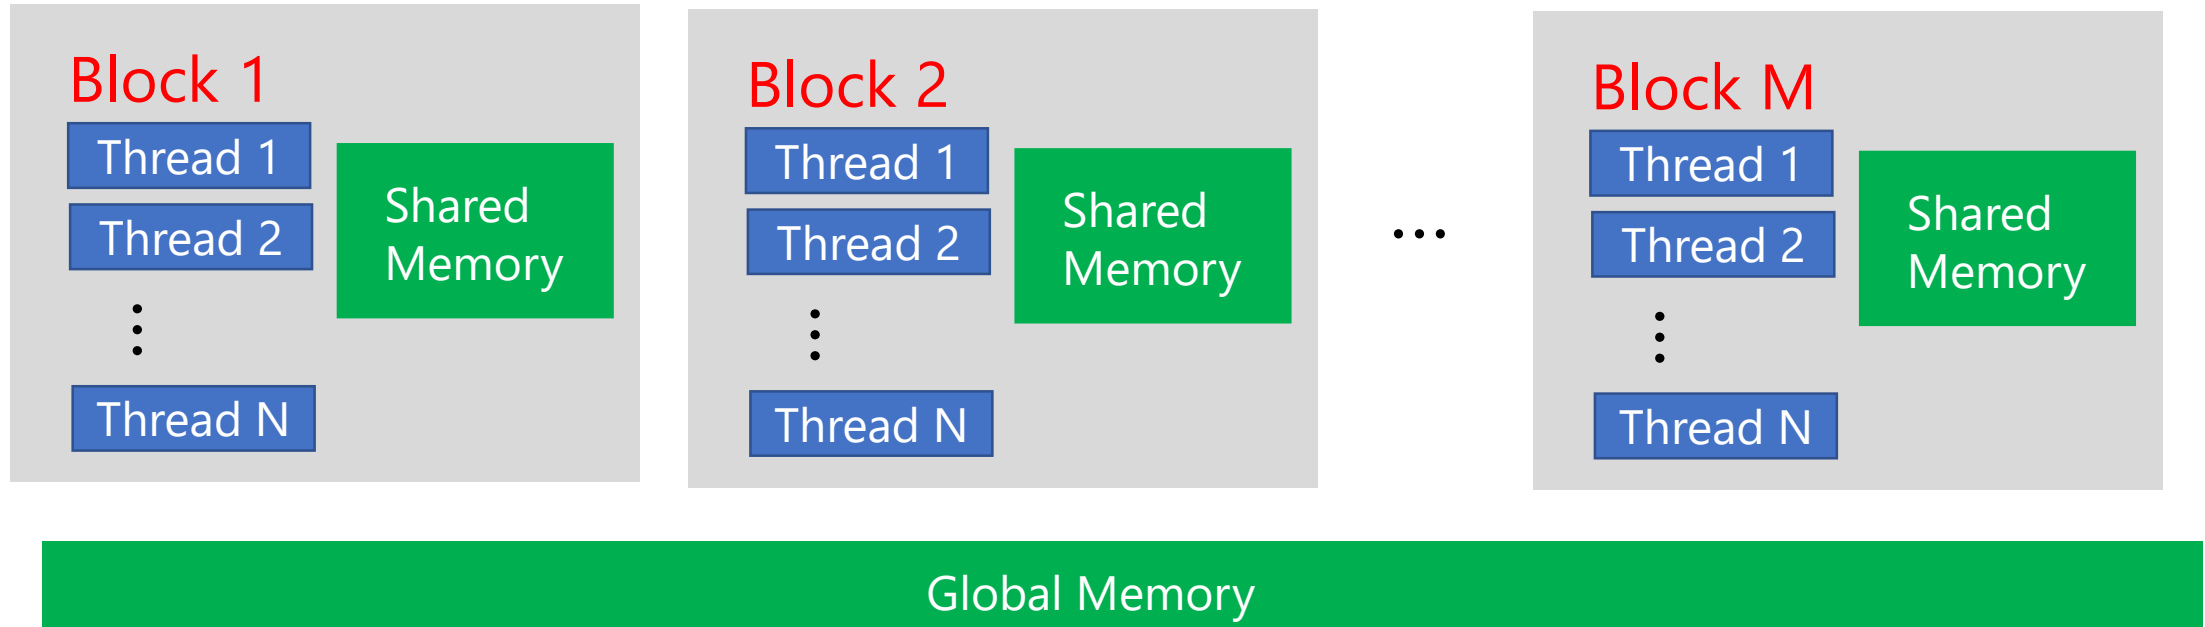 Block 1
Thread 1
Thread 2
⋮
Thread N
Shared
Memory
Block 2
Thread 1
Thread 2
⋮
Thread N
Shared
Memory
…
Block M
Thread 1
Thread 2
⋮
Thread N
Shared
Memory
Global Memory